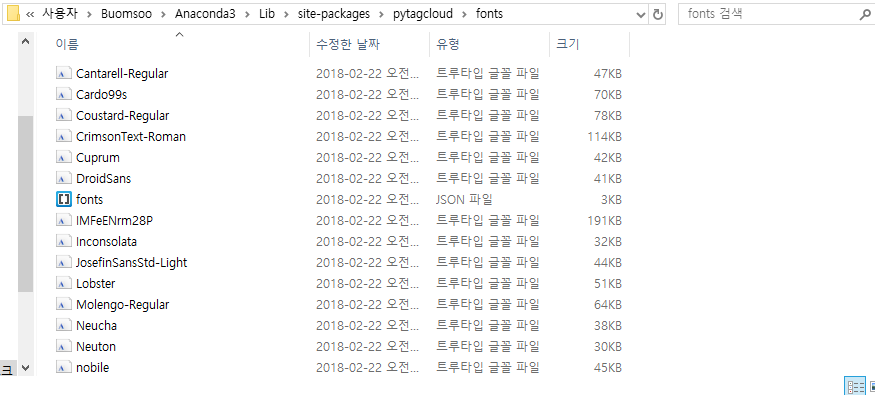 « 사용자 > Buomsoo > Anaconda3 > Lib > site-packages > pytagcloud > fonts
fonts 검색
이름 수정한 날짜 유형 크기
Cantarell-Regular 2018-02-22 오전... 트루타입 글꼴 파일 47KB
Cardo99s 2018-02-22 오전... 트루타입 글꼴 파일 70KB
Coustard-Regular 2018-02-22 오전... 트루타입 글꼴 파일 78KB
CrimsonText-Roman 2018-02-22 오전... 트루타입 글꼴 파일 114KB
Cuprum 2018-02-22 오전... 트루타입 글꼴 파일 42KB
DroidSans 2018-02-22 오전... 트루타입 글꼴 파일 41KB
fonts 2018-02-22 오전... JSON 파일 3KB
IMFeENrm28P 2018-02-22 오전... 트루타입 글꼴 파일 191KB
Inconsolata 2018-02-22 오전... 트루타입 글꼴 파일 32KB
JosefinSansStd-Light 2018-02-22 오전... 트루타입 글꼴 파일 44KB
Lobster 2018-02-22 오전... 트루타입 글꼴 파일 51KB
Molengo-Regular 2018-02-22 오전... 트루타입 글꼴 파일 64KB
Neucha 2018-02-22 오전... 트루타입 글꼴 파일 38KB
Neuton 2018-02-22 오전... 트루타입 글꼴 파일 30KB
nobile 2018-02-22 오전... 트루타입 글꼴 파일 45KB
크